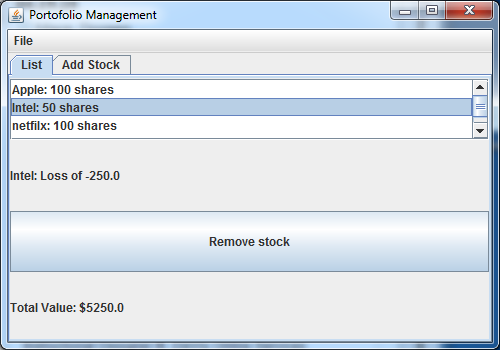 Portofolio Management
File
List Add Stock
Apple: 100 shares
Intel: 50 shares
netfilx: 100 shares
Intel: Loss of -250.0
Remove stock
Total Value: $5250.0